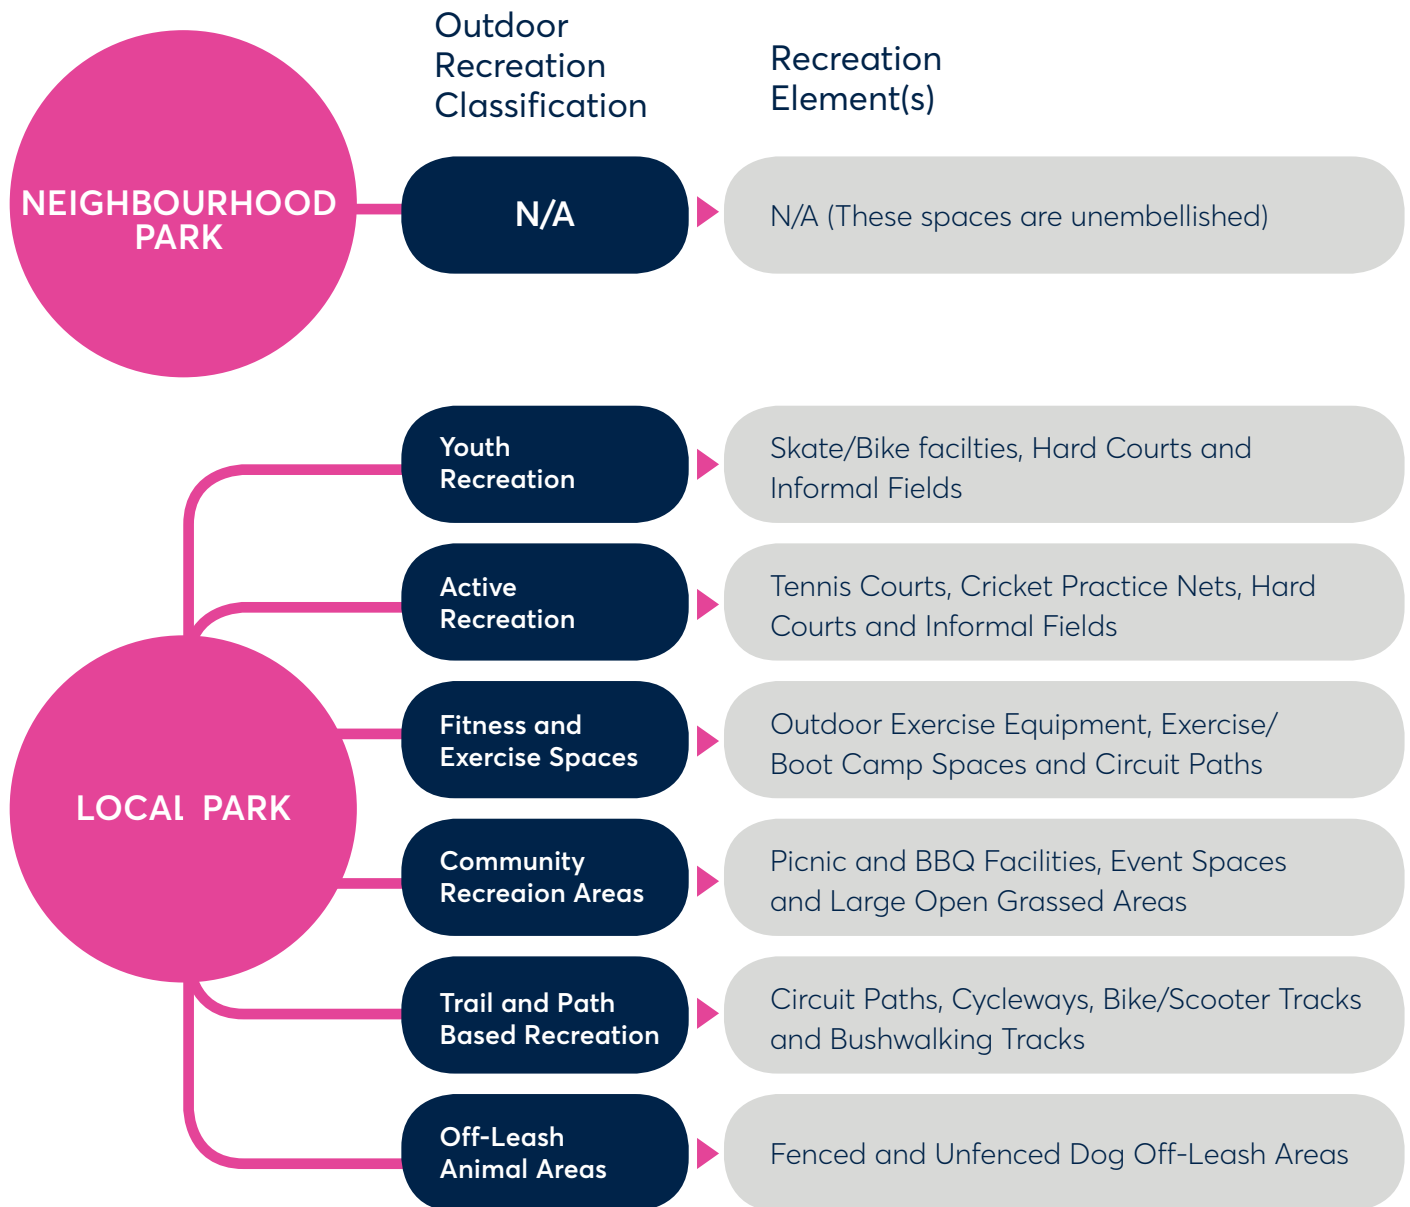 Outdoor
Recreation
Classification
Recreation
Element(s)
NEIGHBOURHOOD
PARK
N/A
N/A (These spaces are unembellished)
LOCAL PARK
Youth
Recreation
Skate/Bike facilties, Hard Courts and
Informal Fields
Active
Recreation
Tennis Courts, Cricket Practice Nets, Hard
Courts and Informal Fields
Fitness and
Exercise Spaces
Outdoor Exercise Equipment, Exercise/
Boot Camp Spaces and Circuit Paths
Community
Recreaion Areas
Picnic and BBQ Facilities, Event Spaces
and Large Open Grassed Areas
Trail and Path
Based Recreation
Circuit Paths, Cycleways, Bike/Scooter Tracks
and Bushwalking Tracks
Off-Leash
Animal Areas
Fenced and Unfenced Dog Off-Leash Areas